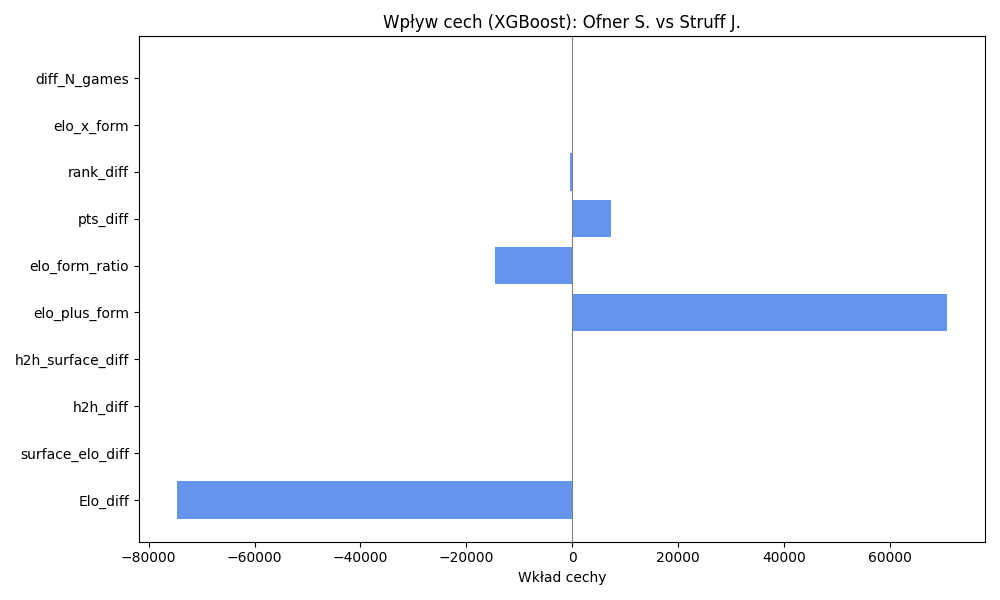 Wpływ cech (XGBoost): Ofner S. vs Struff J.
diff_N_games
elo_x_form
rank_diff
pts_diff
elo_form_ratio
elo_plus_form
h2h_surface_diff
h2h_diff
surface_elo_diff
Elo_diff
−80000 −60000 −40000 −20000 0 20000 40000 60000
Wkład cechy